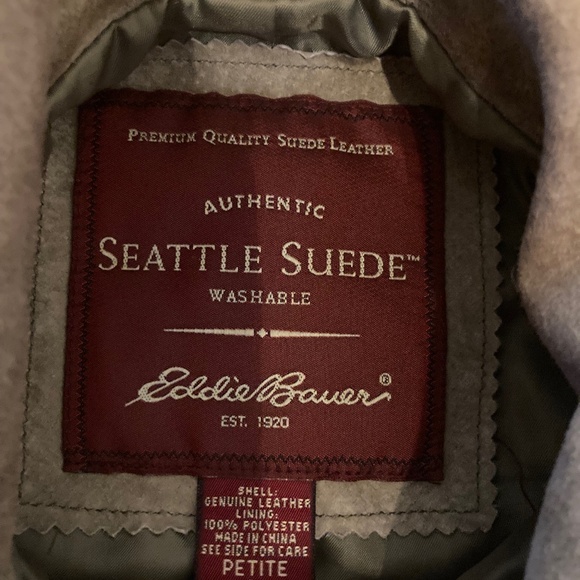 PREMIUM QUALITY SUEDE LEATHER
AUTHENTIC
SEATTLE SUEDE™
WASHABLE
Eddie Bauer®
EST. 1920
SHELL:
GENUINE LEATHER
LINING:
100% POLYESTER
MADE IN CHINA
SEE SIDE FOR CARE
PETITE